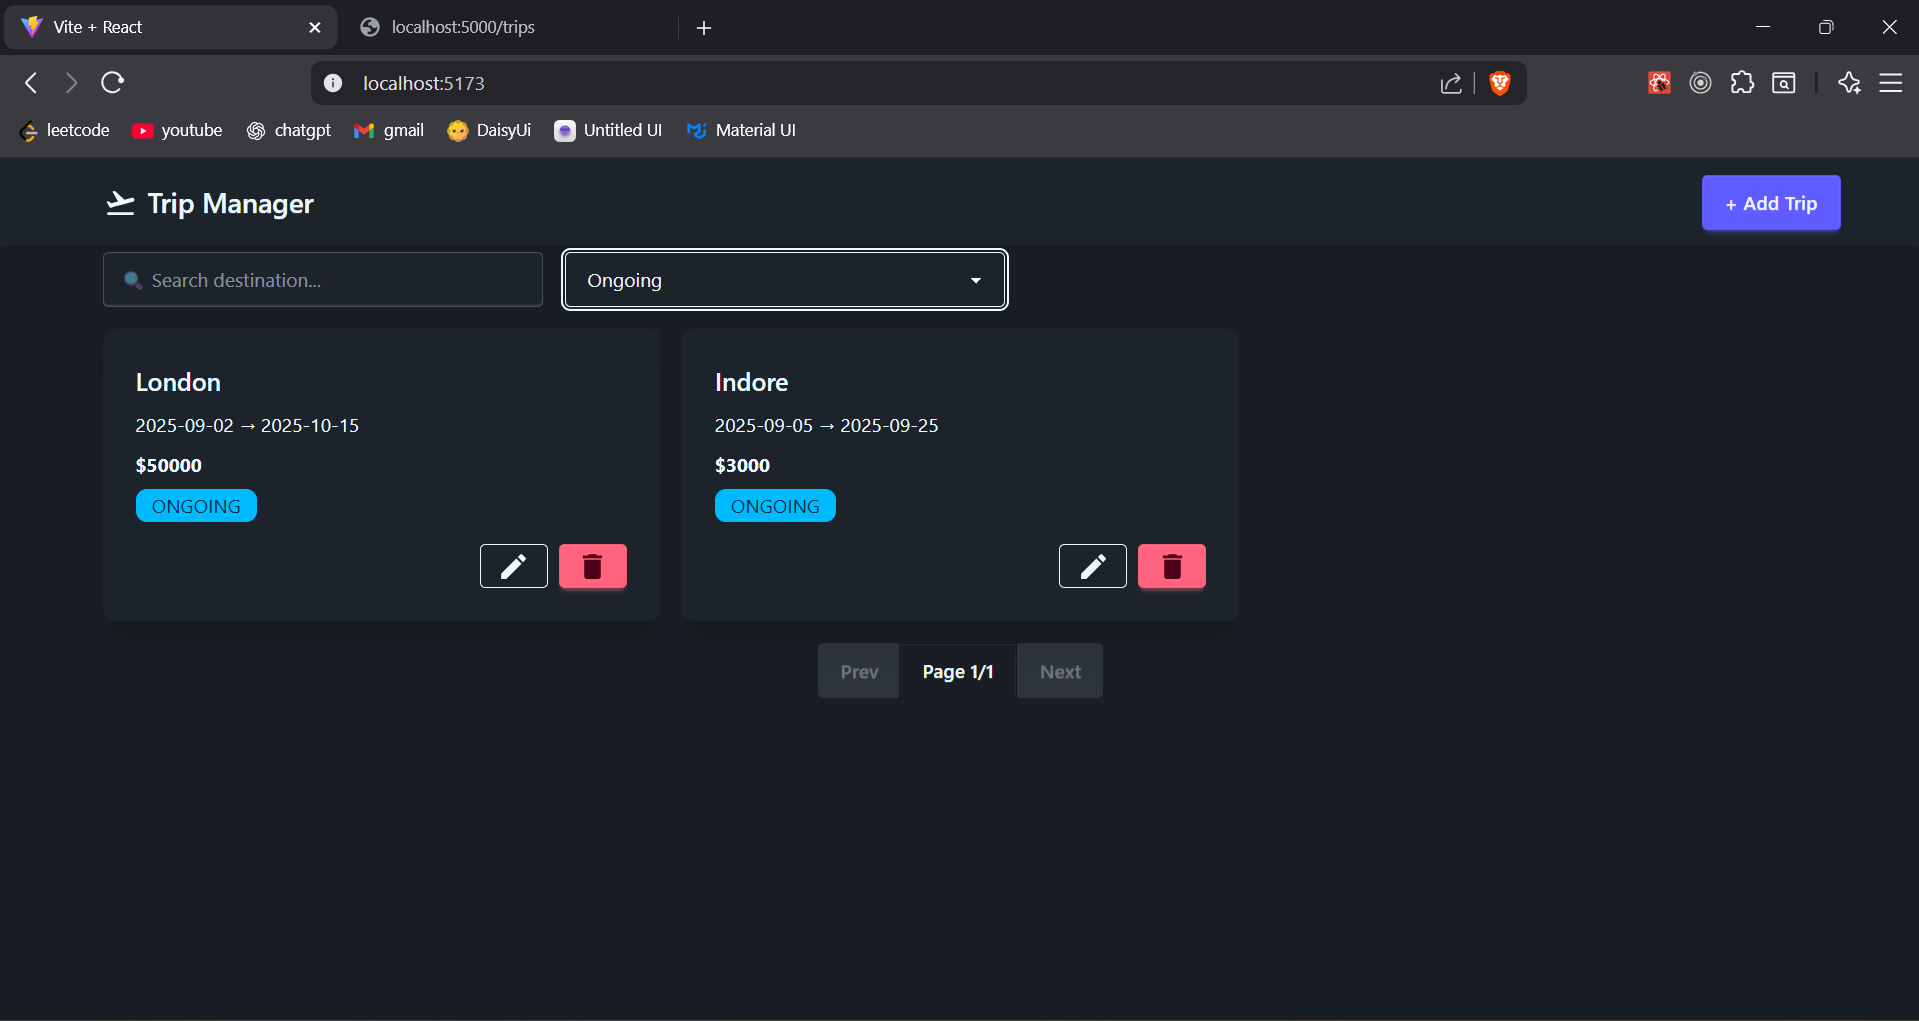 Vite + React
localhost:5000/trips
localhost:5173
leetcode youtube chatgpt gmail DaisyUi Untitled UI Material UI
Trip Manager
+ Add Trip
Search destination...
Ongoing
London
2025-09-02 → 2025-10-15
$50000
ONGOING
Indore
2025-09-05 → 2025-09-25
$3000
ONGOING
Prev Page 1/1 Next